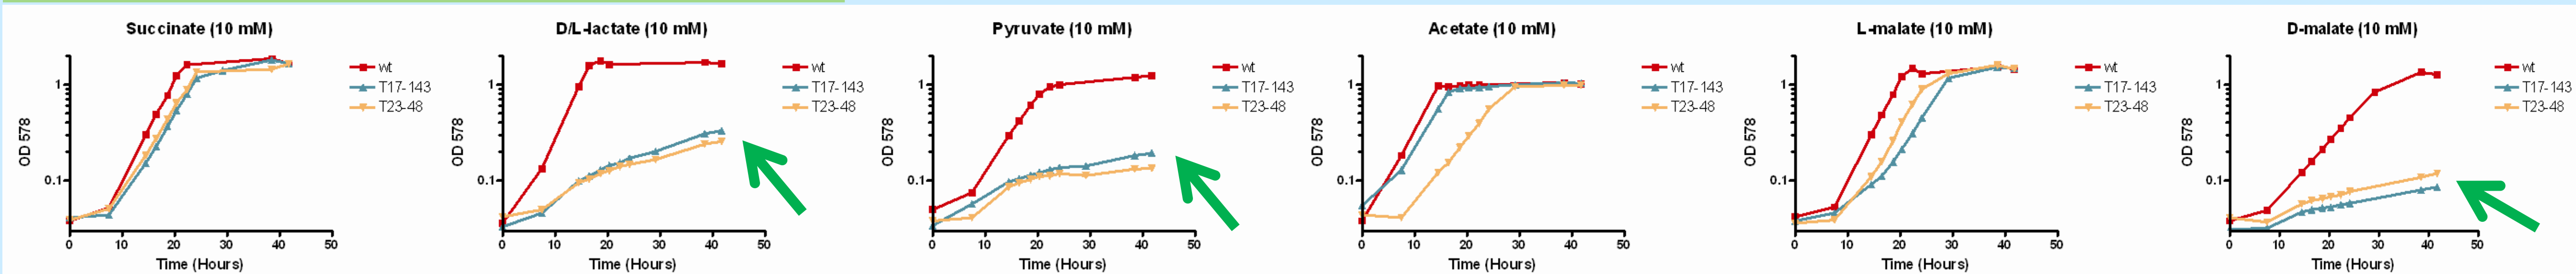 Succinate (10 mM)
OD 578
1
0.1
0 10 20 30 40 50
Time (Hours)
wt
T17-143
T23-48
D/L-lactate (10 mM)
OD 578
1
0.1
0 10 20 30 40 50
Time (Hours)
wt
T17-143
T23-48
Pyruvate (10 mM)
OD 578
1
0.1
0 10 20 30 40 50
Time (Hours)
wt
T17-143
T23-48
Acetate (10 mM)
OD 578
1
0.1
0 10 20 30 40 50
Time (Hours)
wt
T17-143
T23-48
L-malate (10 mM)
OD 578
1
0.1
0 10 20 30 40 50
Time (Hours)
wt
T17-143
T23-48
D-malate (10 mM)
OD 578
1
0.1
0 10 20 30 40 50
Time (Hours)
wt
T17-143
T23-48